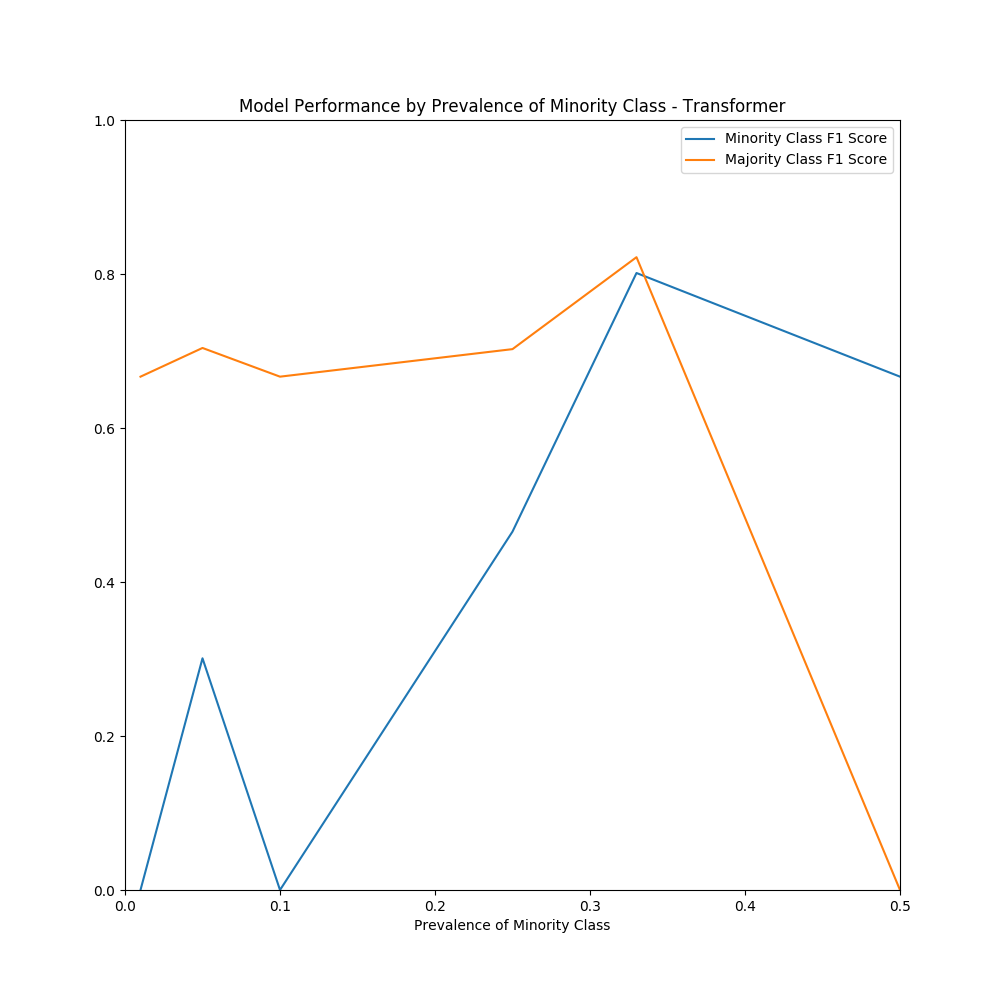 Model Performance by Prevalence of Minority Class - Transformer
Minority Class F1 Score
Majority Class F1 Score
1.0
0.8
0.6
0.4
0.2
0.0
0.0 0.1 0.2 0.3 0.4 0.5
Prevalence of Minority Class